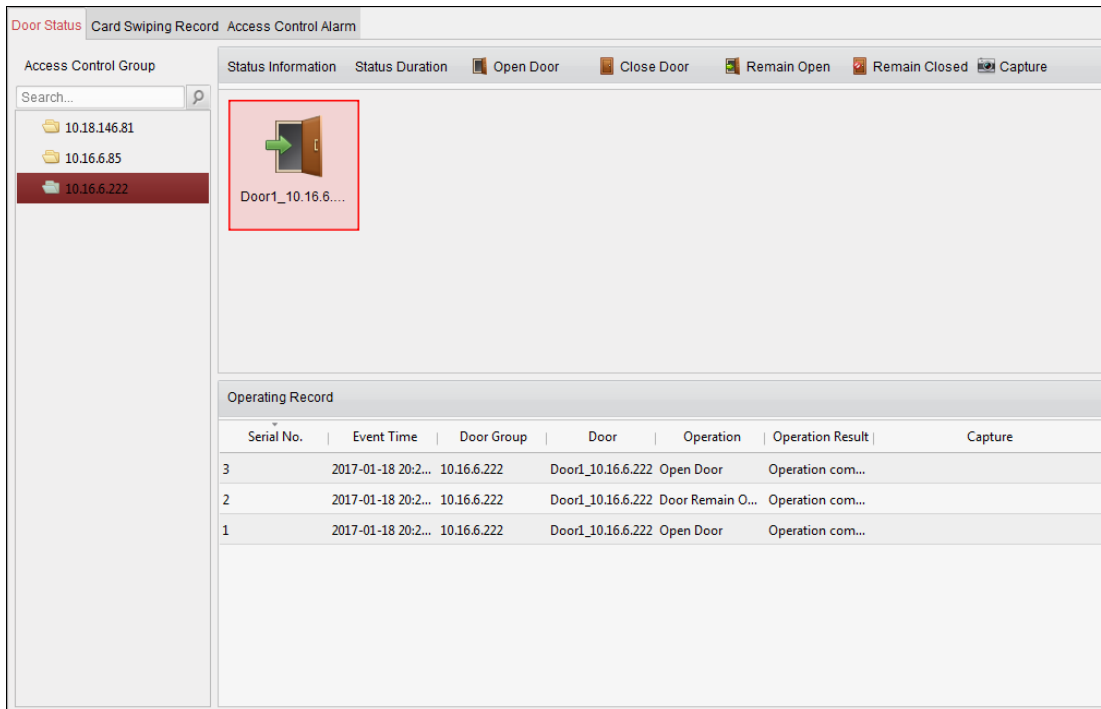 Door Status Card Swiping Record Access Control Alarm
Access Control Group
Search...
10.18.146.81
10.16.6.85
10.16.6.222
Status Information Status Duration Open Door Close Door Remain Open Remain Closed Capture
Door1_10.16.6....
Operating Record
Serial No. Event Time Door Group Door Operation Operation Result Capture
3 2017-01-18 20:2... 10.16.6.222 Door1_10.16.6.222 Open Door Operation com...
2 2017-01-18 20:2... 10.16.6.222 Door1_10.16.6.222 Door Remain O... Operation com...
1 2017-01-18 20:2... 10.16.6.222 Door1_10.16.6.222 Open Door Operation com...